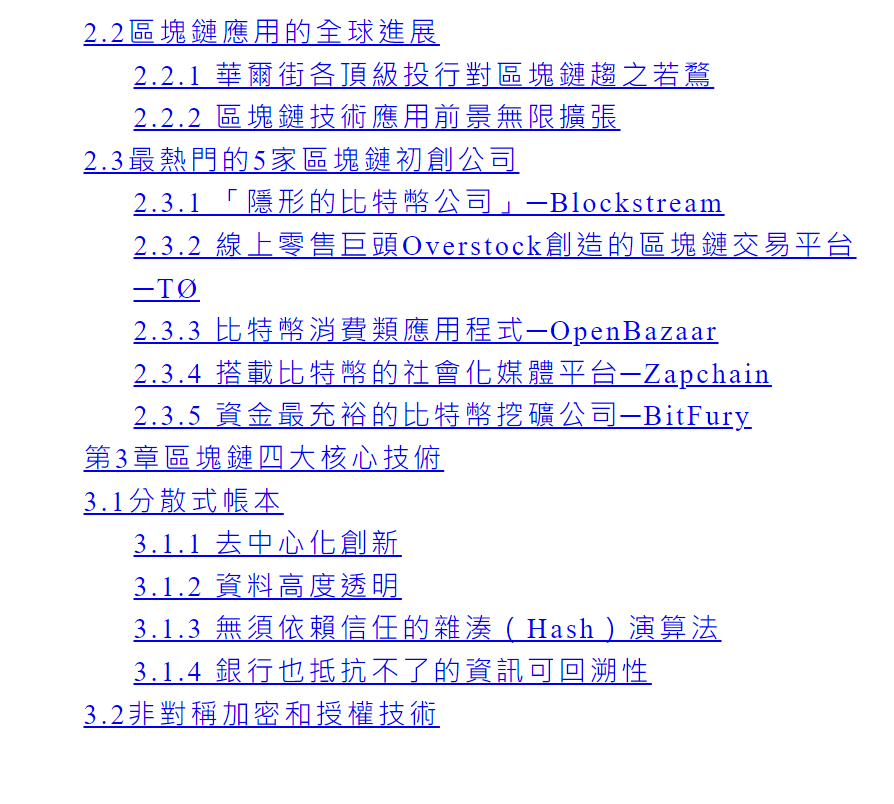 2.2區塊鏈應用的全球進展
2.2.1 華爾街各頂級投行對區塊鏈趨之若鶩
2.2.2 區塊鏈技術應用前景無限擴張
2.3最熱門的5家區塊鏈初創公司
2.3.1 「隱形的比特幣公司」─Blockstream
2.3.2 線上零售巨頭Overstock創造的區塊鏈交易平台
─TØ
2.3.3 比特幣消費類應用程式─OpenBazaar
2.3.4 搭載比特幣的社會化媒體平台─Zapchain
2.3.5 資金最充裕的比特幣挖礦公司─BitFury
第3章區塊鏈四大核心技俯
3.1分散式帳本
3.1.1 去中心化創新
3.1.2 資料高度透明
3.1.3 無須依賴信任的雜湊（Hash）演算法
3.1.4 銀行也抵抗不了的資訊可回溯性
3.2非對稱加密和授權技術